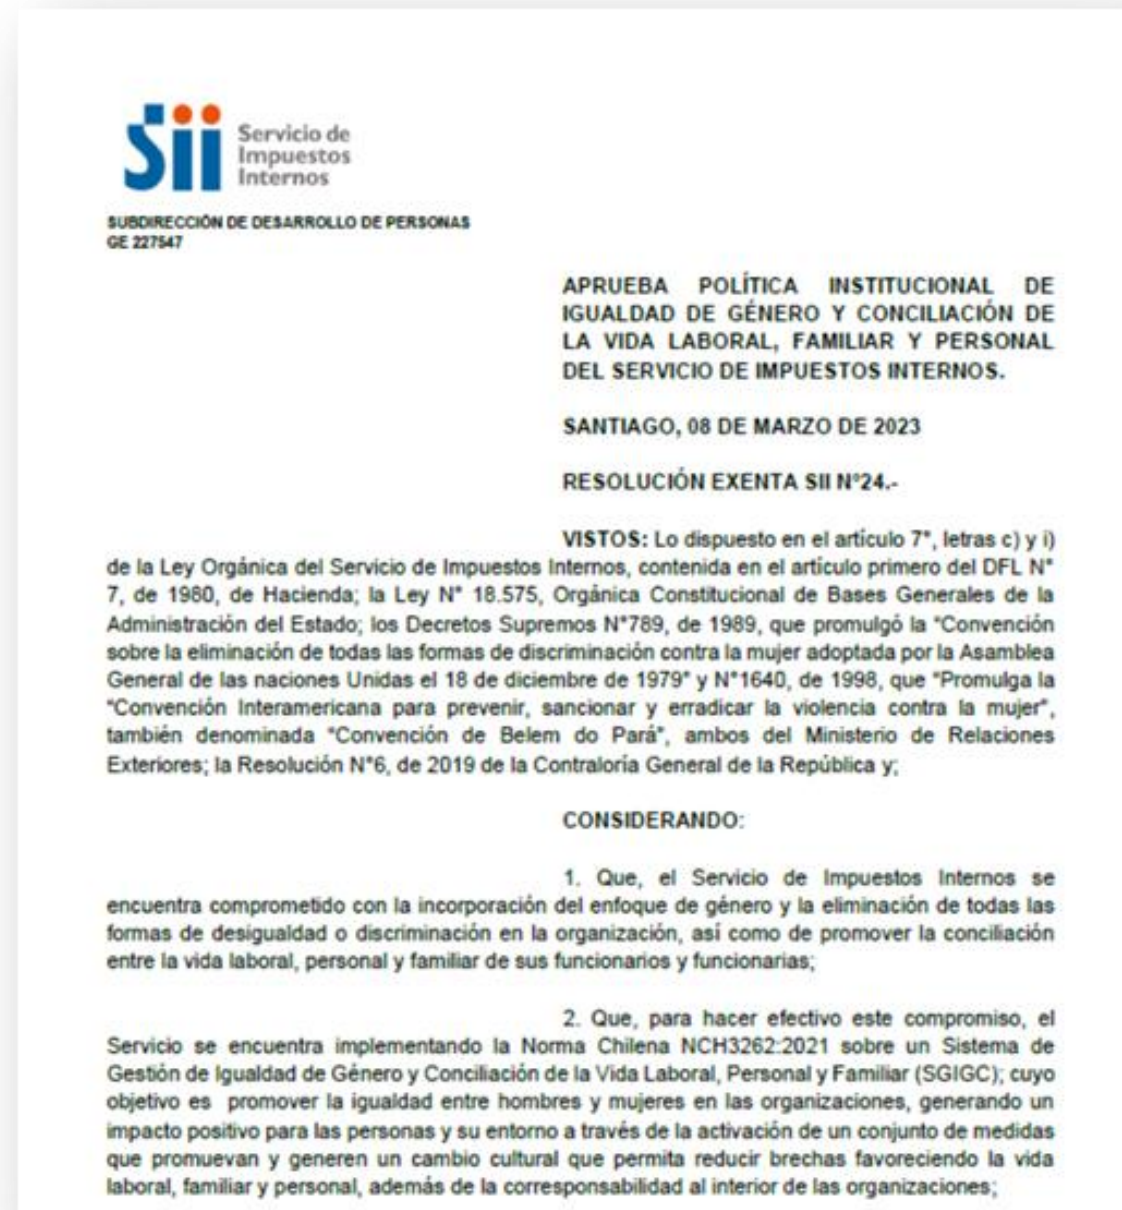 Sii Servicio de
Impuestos
Internos
SUBDIRECCIÓN DE DESARROLLO DE PERSONAS
GE 227547
APRUEBA POLÍTICA INSTITUCIONAL DE
IGUALDAD DE GÉNERO Y CONCILIACIÓN DE
LA VIDA LABORAL, FAMILIAR Y PERSONAL
DEL SERVICIO DE IMPUESTOS INTERNOS.
SANTIAGO, 08 DE MARZO DE 2023
RESOLUCIÓN EXENTA SII N°24.-
VISTOS: Lo dispuesto en el artículo 7°, letras c) y i)
de la Ley Orgánica del Servicio de Impuestos Internos, contenida en el artículo primero del DFL N°
7, de 1980, de Hacienda; la Ley N° 18.575, Orgánica Constitucional de Bases Generales de la
Administración del Estado; los Decretos Supremos N°789, de 1989, que promulgó la "Convención
sobre la eliminación de todas las formas de discriminación contra la mujer adoptada por la Asamblea
General de las naciones Unidas el 18 de diciembre de 1979" y N°1640, de 1998, que "Promulga la
"Convención Interamericana para prevenir, sancionar y erradicar la violencia contra la mujer",
también denominada "Convención de Belem do Pará", ambos del Ministerio de Relaciones
Exteriores; la Resolución N°6, de 2019 de la Contraloría General de la República y;
CONSIDERANDO:
1. Que, el Servicio de Impuestos Internos se
encuentra comprometido con la incorporación del enfoque de género y la eliminación de todas las
formas de desigualdad o discriminación en la organización, así como de promover la conciliación
entre la vida laboral, personal y familiar de sus funcionarios y funcionarias;
2. Que, para hacer efectivo este compromiso, el
Servicio se encuentra implementando la Norma Chilena NCH3262:2021 sobre un Sistema de
Gestión de Igualdad de Género y Conciliación de la Vida Laboral, Personal y Familiar (SGIGC); cuyo
objetivo es promover la igualdad entre hombres y mujeres en las organizaciones, generando un
impacto positivo para las personas y su entorno a través de la activación de un conjunto de medidas
que promuevan y generen un cambio cultural que permita reducir brechas favoreciendo la vida
laboral, familiar y personal, además de la corresponsabilidad al interior de las organizaciones;